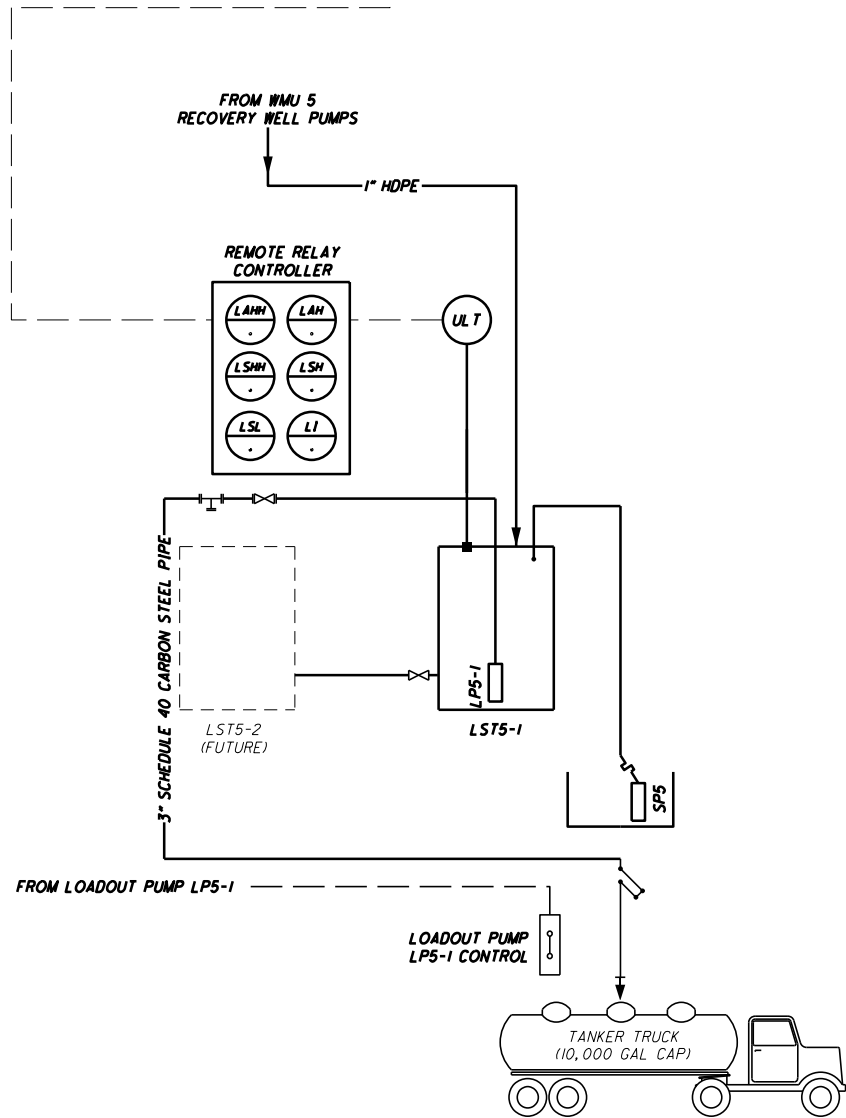 FROM WMU 5
RECOVERY WELL PUMPS
1" HDPE
REMOTE RELAY
CONTROLLER
LAHH
LAH
ULT
LSHH
LSH
LSL
LI
3" SCHEDULE 40 CARBON STEEL PIPE
LP5-1
LST5-2
(FUTURE)
LST5-1
SP5
FROM LOADOUT PUMP LP5-1
LOADOUT PUMP
LP5-1 CONTROL
TANKER TRUCK
(10,000 GAL CAP)